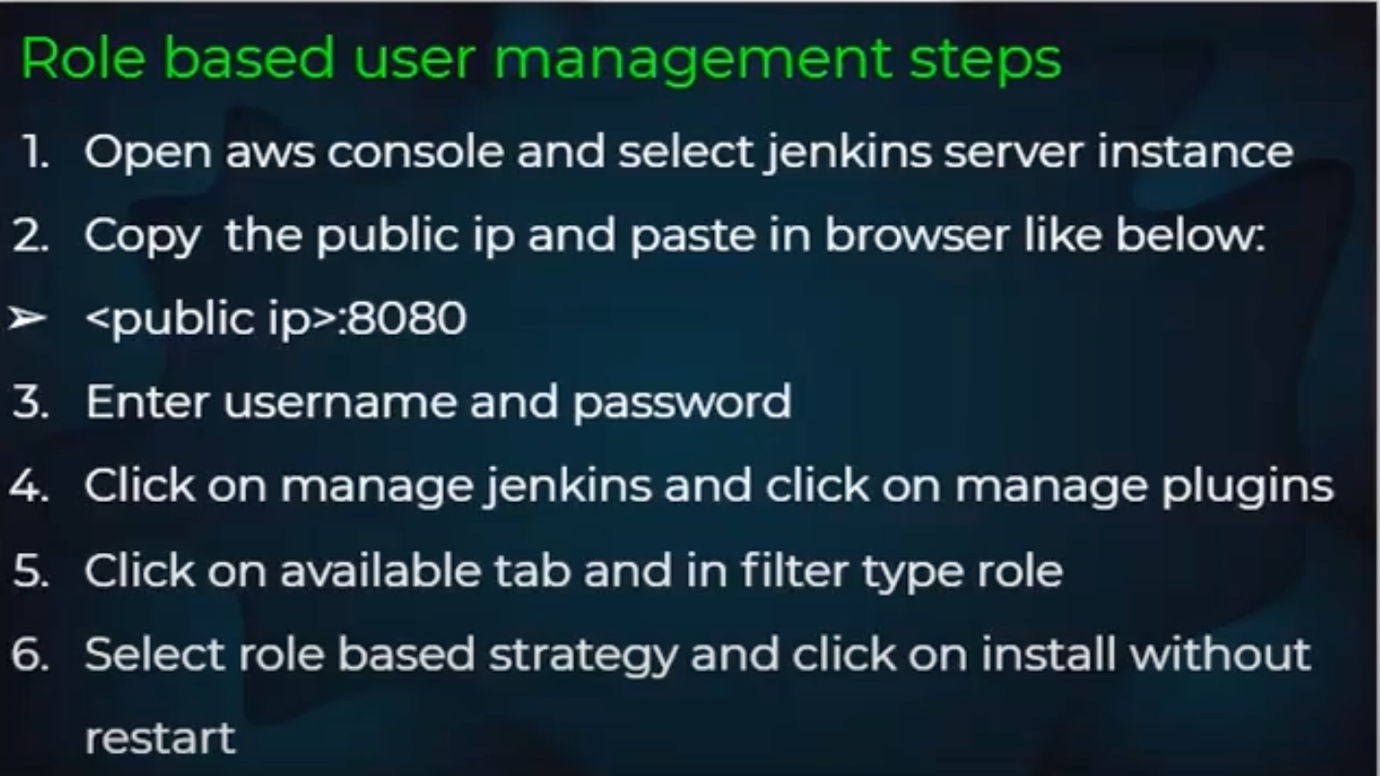 Role based user management steps
1. Open aws console and select jenkins server instance
2. Copy the public ip and paste in browser like below:
➢ <public ip>:8080
3. Enter username and password
4. Click on manage jenkins and click on manage plugins
5. Click on available tab and in filter type role
6. Select role based strategy and click on install without
restart